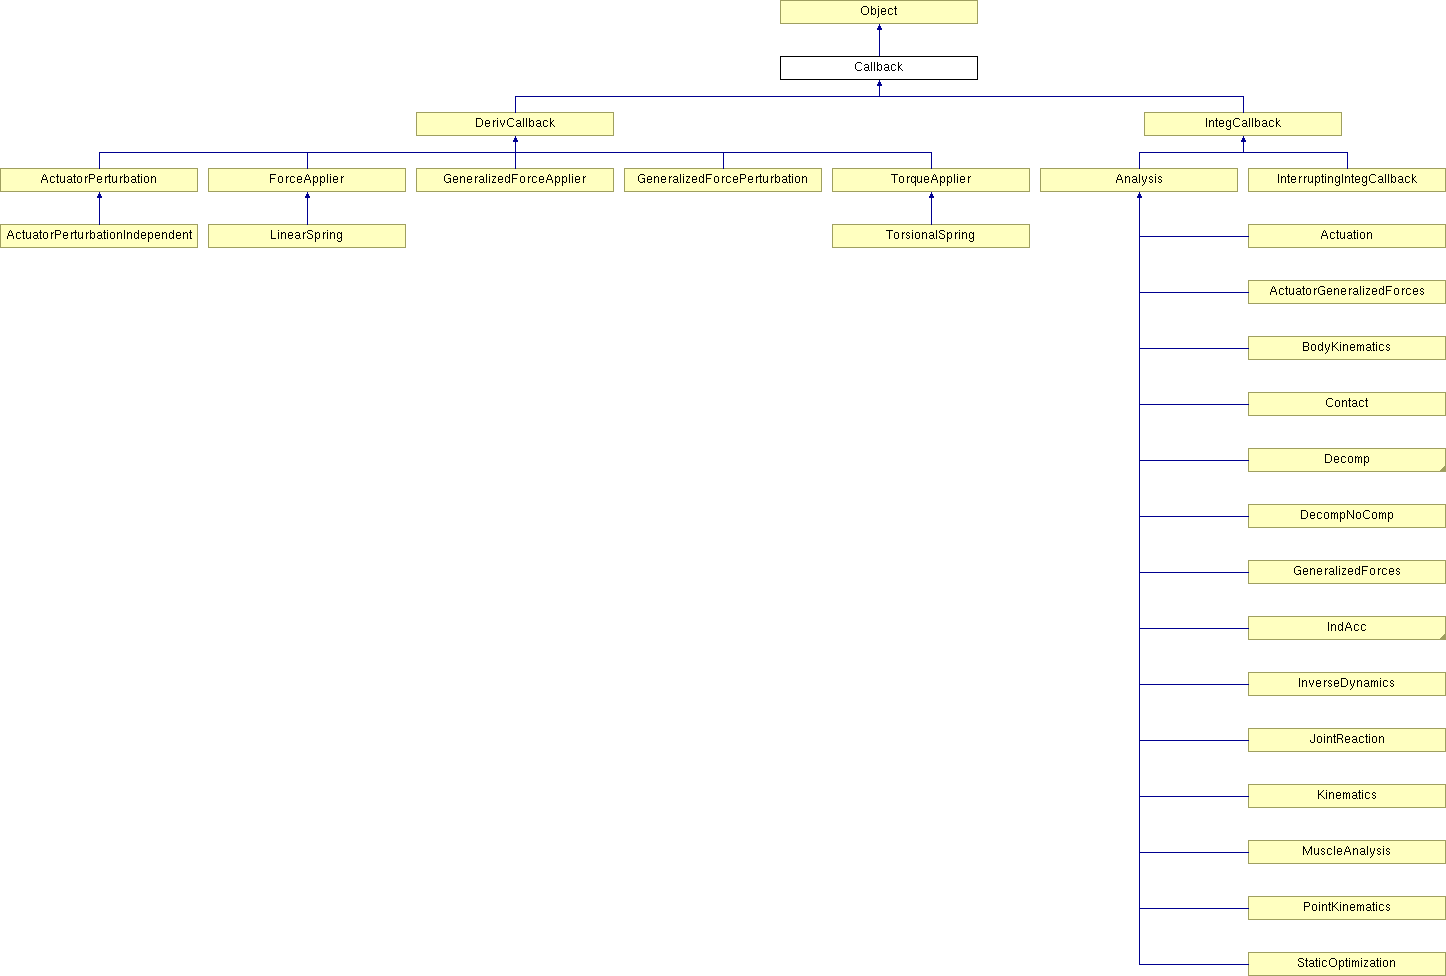 Object
Callback
DerivCallback
IntegCallback
ActuatorPerturbation
ForceApplier
GeneralizedForceApplier
GeneralizedForcePerturbation
TorqueApplier
Analysis
InterruptingIntegCallback
ActuatorPerturbationIndependent
LinearSpring
TorsionalSpring
Actuation
ActuatorGeneralizedForces
BodyKinematics
Contact
Decomp
DecompNoComp
GeneralizedForces
IndAcc
InverseDynamics
JointReaction
Kinematics
MuscleAnalysis
PointKinematics
StaticOptimization